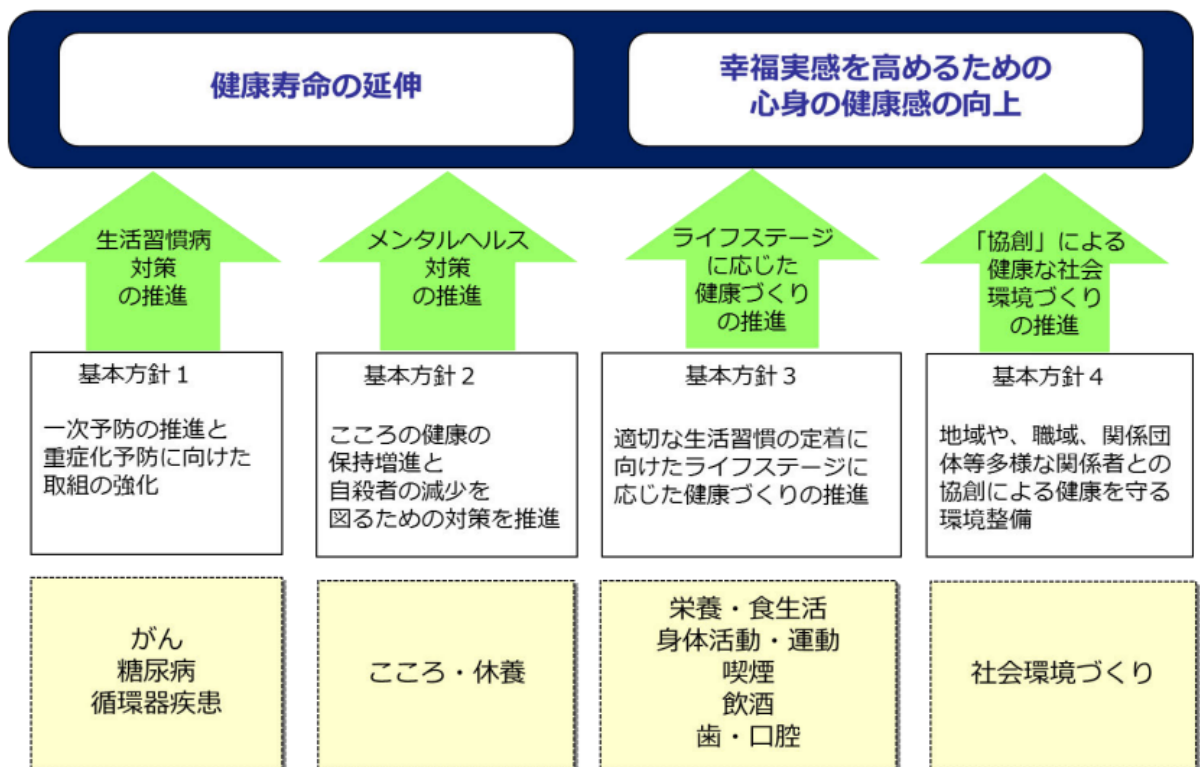 健康寿命の延伸
幸福実感を高めるための
心身の健康感の向上
生活習慣病
対策
の推進
メンタルヘルス
対策
の推進
ライフステージ
に応じた
健康づくり
の推進
「協創」による
健康な社会
環境づくり
の推進
基本方針１
一次予防の推進と
重症化予防に向けた
取組の強化
基本方針２
こころの健康の
保持増進と
自殺者の減少を
図るための対策を推進
基本方針３
適切な生活習慣の定着に
向けたライフステージに
応じた健康づくりの推進
基本方針４
地域や、職域、関係団
体等多様な関係者との
協創による健康を守る
環境整備
がん
糖尿病
循環器疾患
こころ・休養
栄養・食生活
身体活動・運動
喫煙
飲酒
歯・口腔
社会環境づくり